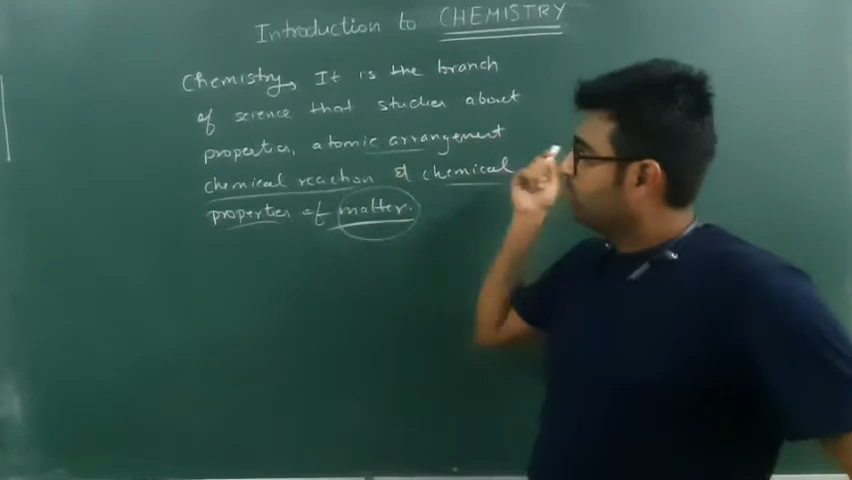 Introduction to CHEMISTRY
Chemistry, It is the branch
of science that studies about
properties, atomic arrangement
chemical reaction & chemical
properties of matter.